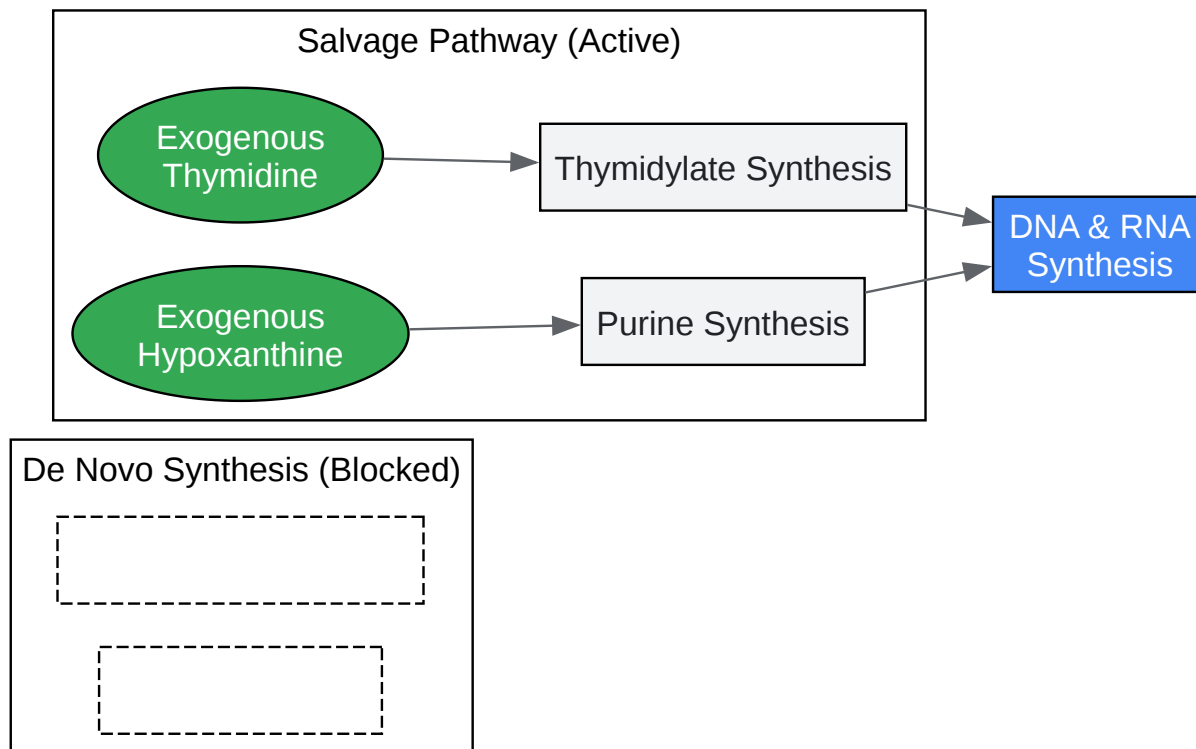 Salvage Pathway (Active)
Exogenous
Thymidine
Thymidylate Synthesis
DNA & RNA
Synthesis
Exogenous
Hypoxanthine
Purine Synthesis
De Novo Synthesis (Blocked)